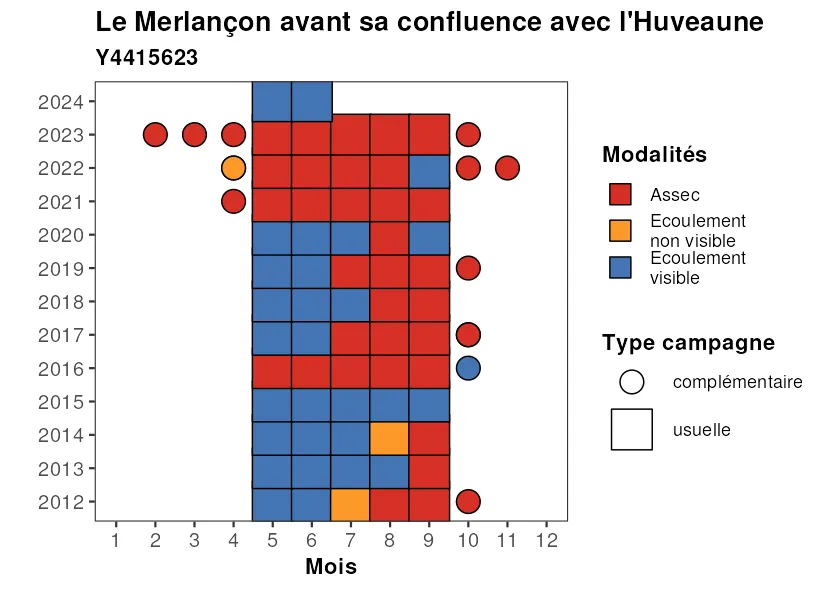 Le Merlançon avant sa confluence avec l'Huveaune
Y4415623
2024
2023
2022
2021
2020
2019
2018
2017
2016
2015
2014
2013
2012
1 2 3 4 5 6 7 8 9 10 11 12
Mois
Modalités
Assec
Ecoulement
non visible
Ecoulement
visible
Type campagne
complémentaire
usuelle